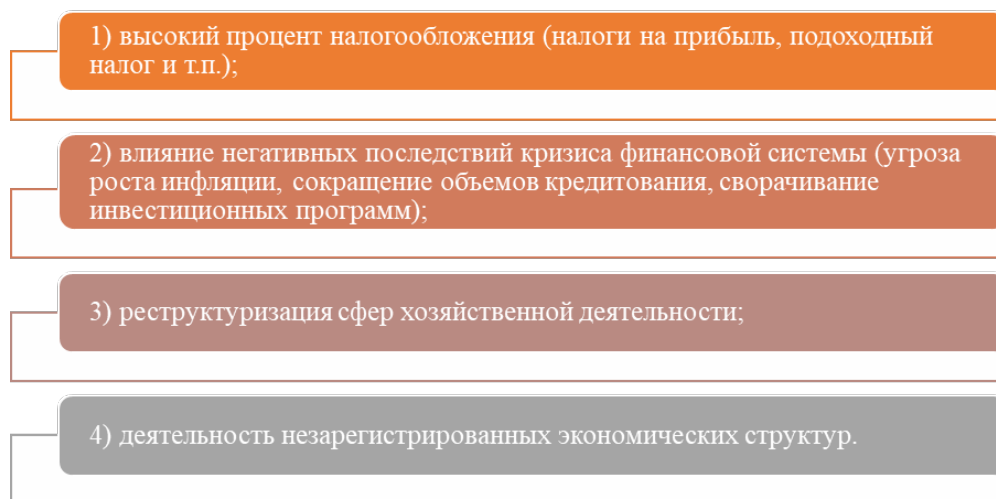 1) высокий процент налогообложения (налоги на прибыль, подоходный
налог и т.п.);
2) влияние негативных последствий кризиса финансовой системы (угроза
роста инфляции, сокращение объемов кредитования, сворачивание
инвестиционных программ);
3) реструктуризация сфер хозяйственной деятельности;
4) деятельность незарегистрированных экономических структур.